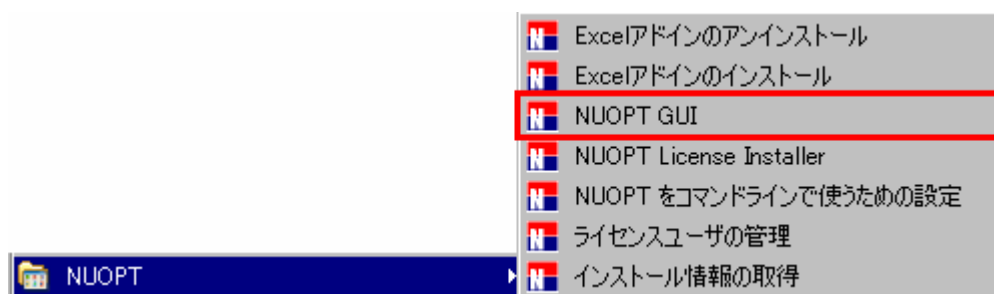 Excelアドインのアンインストール
Excelアドインのインストール
NUOPT GUI
NUOPT License Installer
NUOPT をコマンドラインで使うための設定
ライセンスユーザの管理
NUOPT
インストール情報の取得